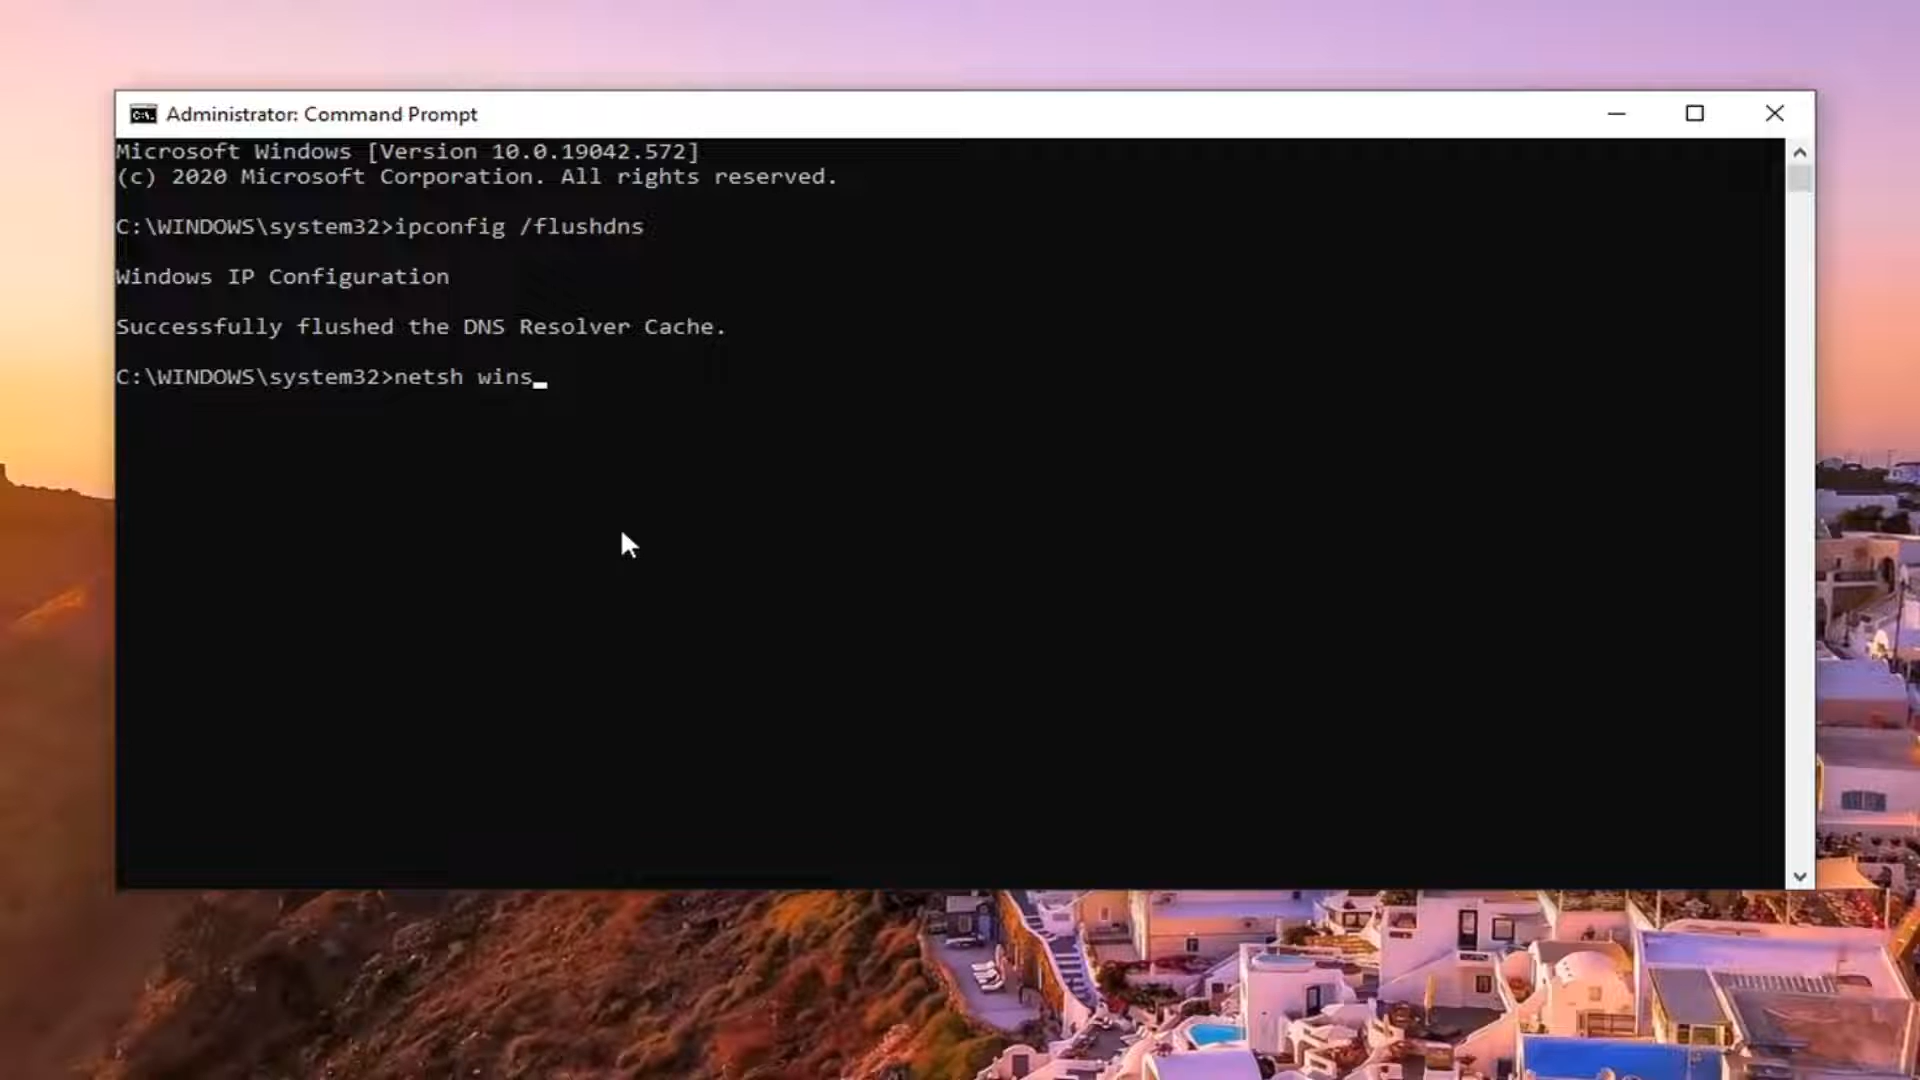 Administrator: Command Prompt
Microsoft Windows [Version 10.0.19042.572]
(c) 2020 Microsoft Corporation. All rights reserved.
C:\WINDOWS\system32>ipconfig /flushdns
Windows IP Configuration
Successfully flushed the DNS Resolver Cache.
C:\WINDOWS\system32>netsh wins